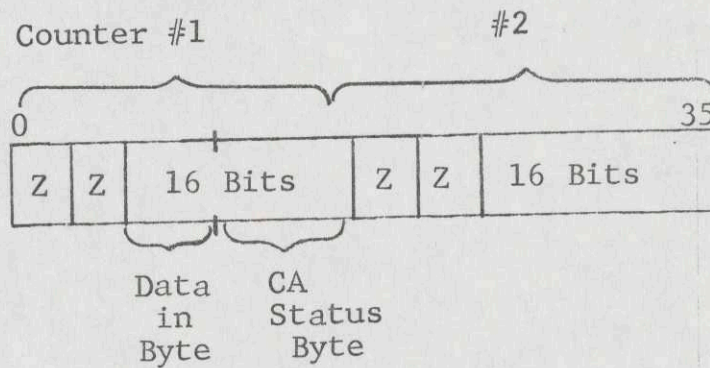 Counter #1 #2
0 35
Z Z 16 Bits Z Z 16 Bits
Data CA
in Status
Byte Byte